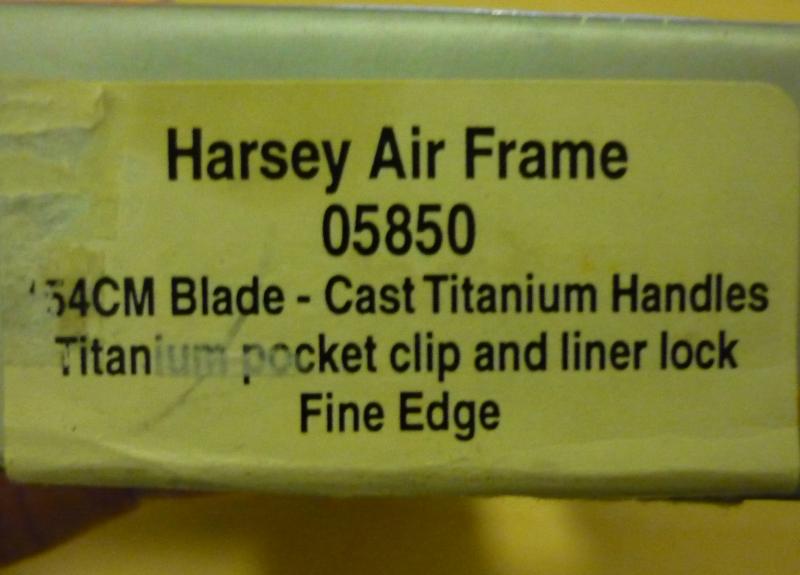 Harsey Air Frame
05850
154CM Blade - Cast Titanium Handles
Titanium pocket clip and liner lock
Fine Edge